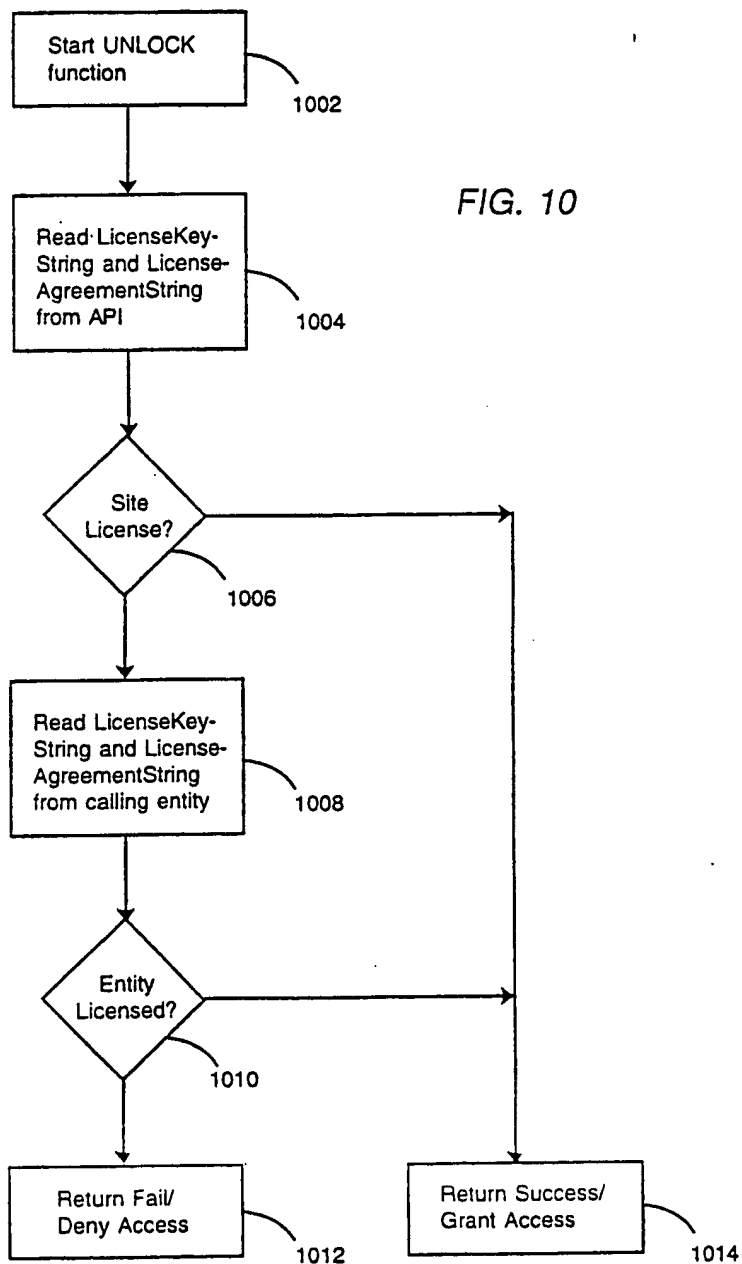 Start UNLOCK
function
1002
FIG. 10
Read LicenseKey-
String and License-
AgreementString
from API
1004
Site
License?
1006
Read LicenseKey-
String and License-
AgreementString
from calling entity
1008
Entity
Licensed?
1010
Return Fail/
Deny Access
1012
Return Success/
Grant Access
1014